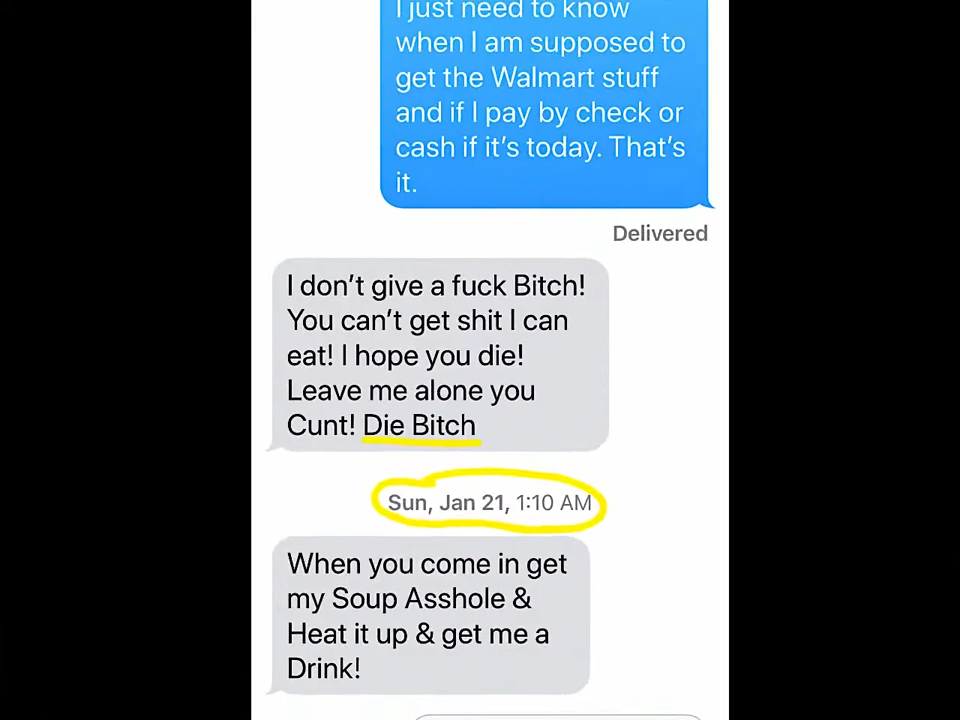 I just need to know
when I am supposed to
get the Walmart stuff
and if I pay by check or
cash if it's today. That's
it.
Delivered
I don't give a fuck Bitch!
You can't get shit I can
eat! I hope you die!
Leave me alone you
Cunt! Die Bitch
Sun, Jan 21, 1:10 AM
When you come in get
my Soup Asshole &
Heat it up & get me a
Drink!